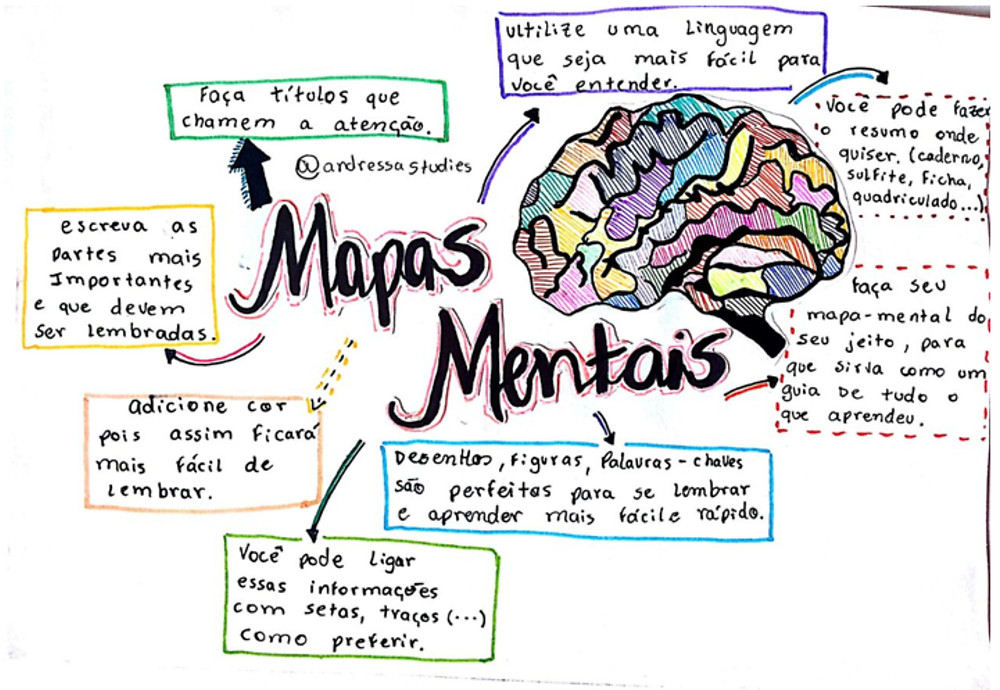 ultilize uma linguagem
que seja mais fácil para
você entender.
Faça títulos que
chamem a atenção.
@andressastudies
Você pode fazer
o resumo onde
quiser, (caderno,
sulfite, ficha,
quadriculado...)
escreva as
partes mais
Importantes
e que devem
ser lembradas.
Mapas
Mentais
Faça seu
mapa-mental do
seu jeito, para
que sirva como um
guia de tudo o
que aprendeu.
adicione cor
pois assim ficará
mais fácil de
lembrar.
Desenhos, figuras, Palavras-chaves
são perfeitos para se lembrar
e aprender mais fácil e rápido.
Você pode ligar
essas informações
com setas, traços (...)
como preferir.